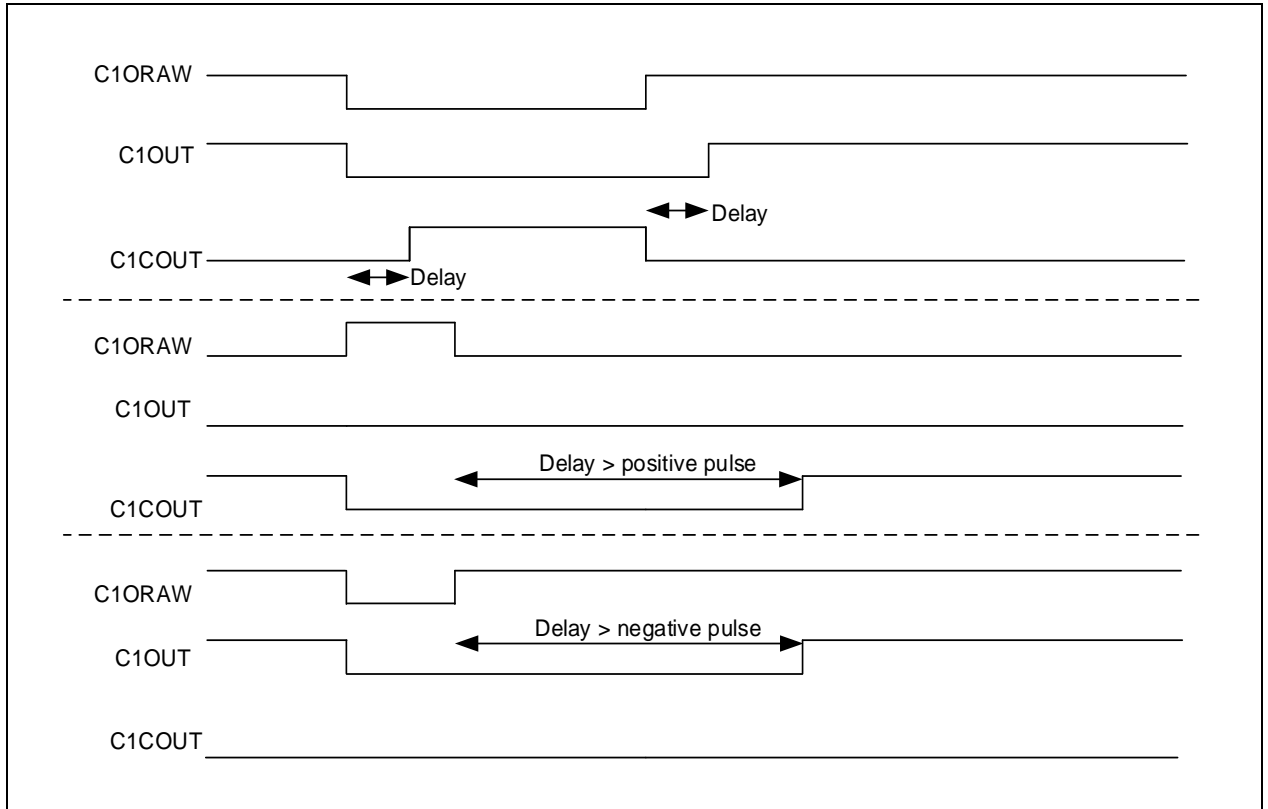 C1ORAW
C1OUT
Delay
C1COUT
Delay
C1ORAW
C1OUT
Delay > positive pulse
C1COUT
C1ORAW
Delay > negative pulse
C1OUT
C1COUT